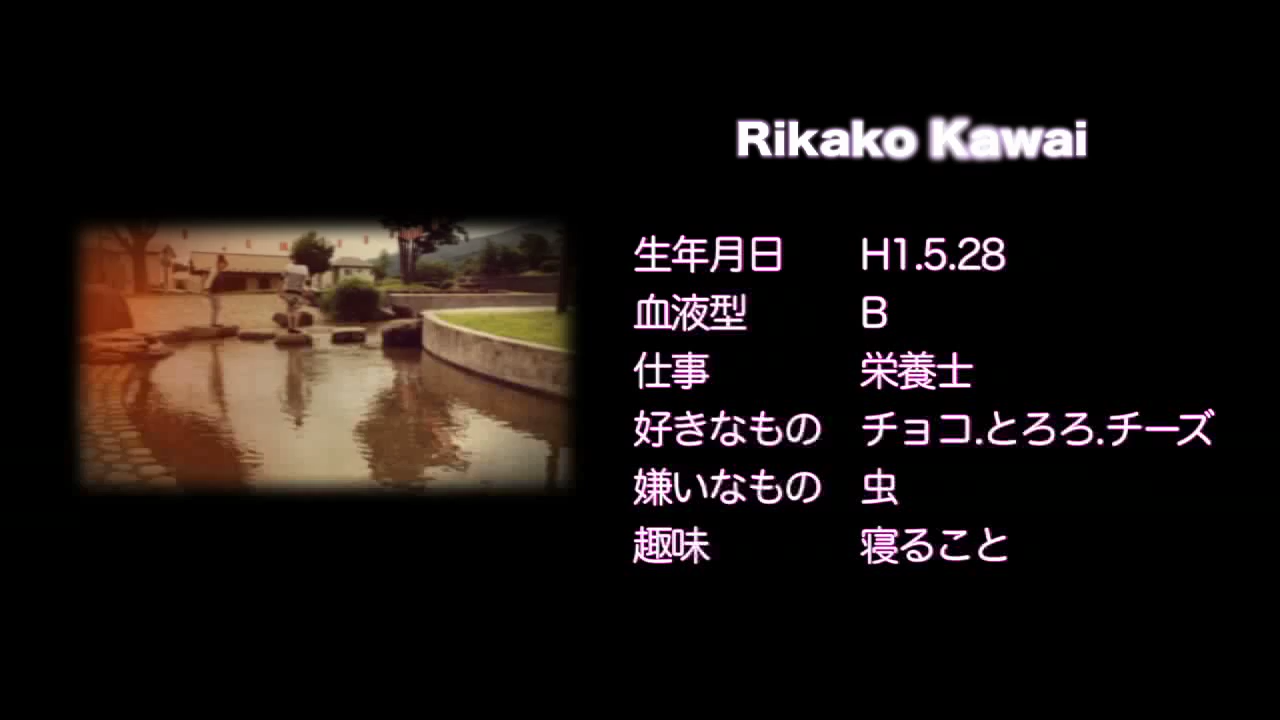 Rikako Kawai
生年月日 H1.5.28
血液型 B
仕事 栄養士
好きなもの チョコ.とろろ.チーズ
嫌いなもの 虫
趣味 寝ること